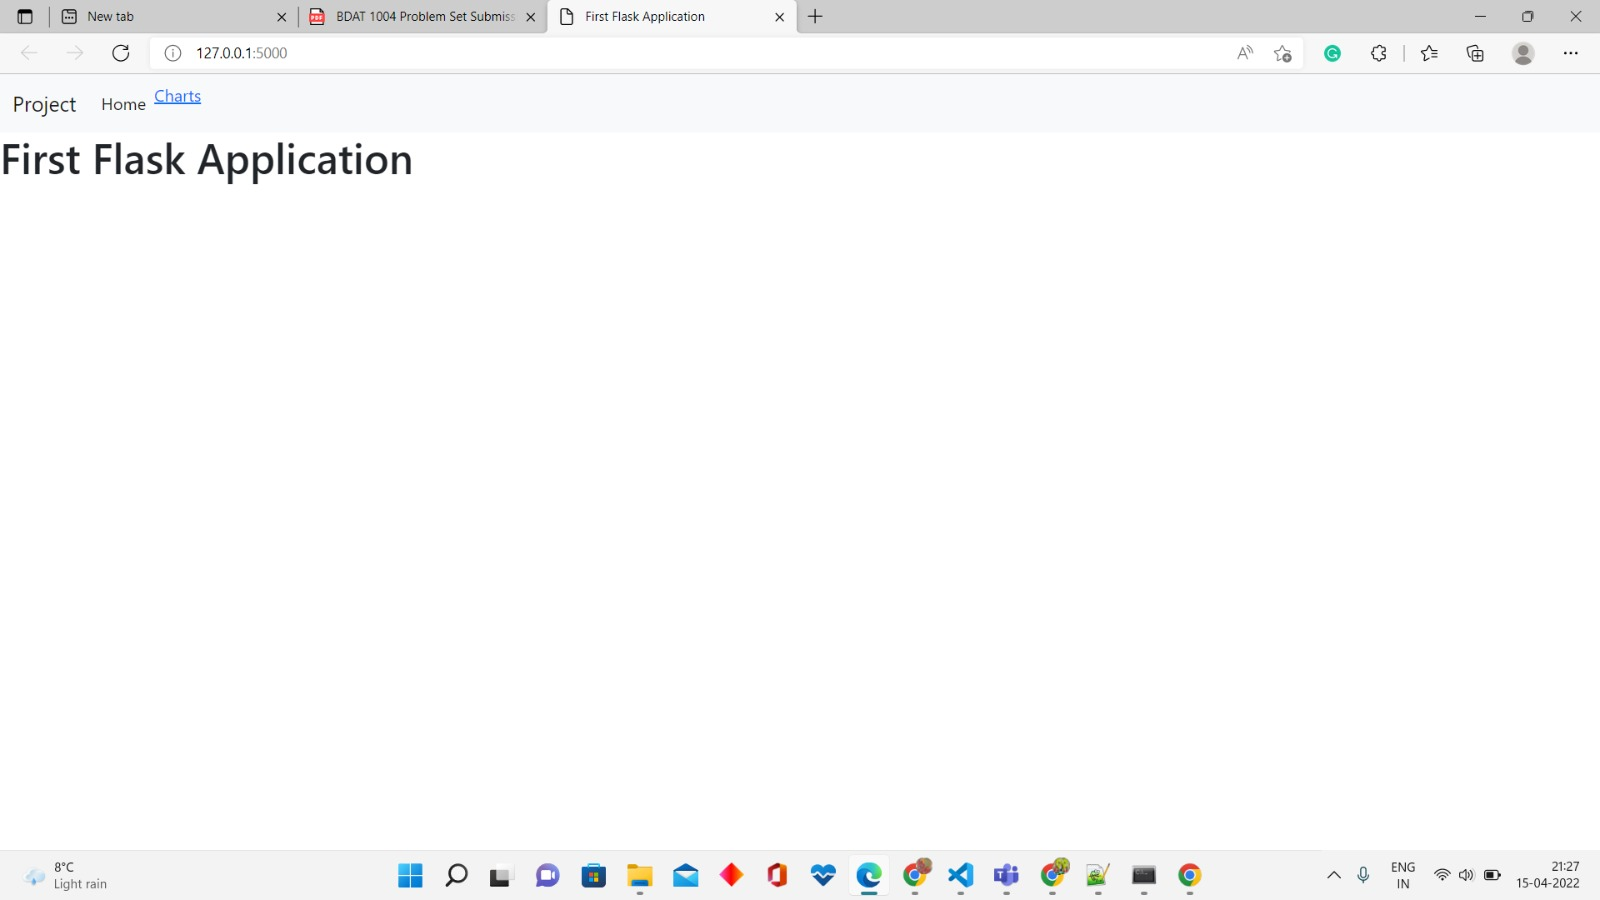 New tab
BDAT 1004 Problem Set Submiss
First Flask Application
127.0.0.1:5000
Project Home Charts
First Flask Application
8°C
Light rain
ENG
IN
21:27
15-04-2022